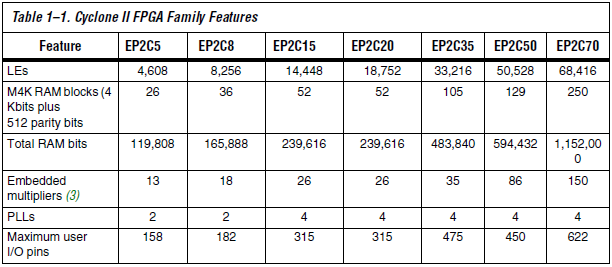 Table 1–1. Cyclone II FPGA Family Features
Feature EP2C5 EP2C8 EP2C15 EP2C20 EP2C35 EP2C50 EP2C70
LEs 4,608 8,256 14,448 18,752 33,216 50,528 68,416
M4K RAM blocks (4 26 36 52 52 105 129 250
Kbits plus
512 parity bits
Total RAM bits 119,808 165,888 239,616 239,616 483,840 594,432 1,152,00
0
Embedded 13 18 26 26 35 86 150
multipliers (3)
PLLs 2 2 4 4 4 4 4
Maximum user 158 182 315 315 475 450 622
I/O pins